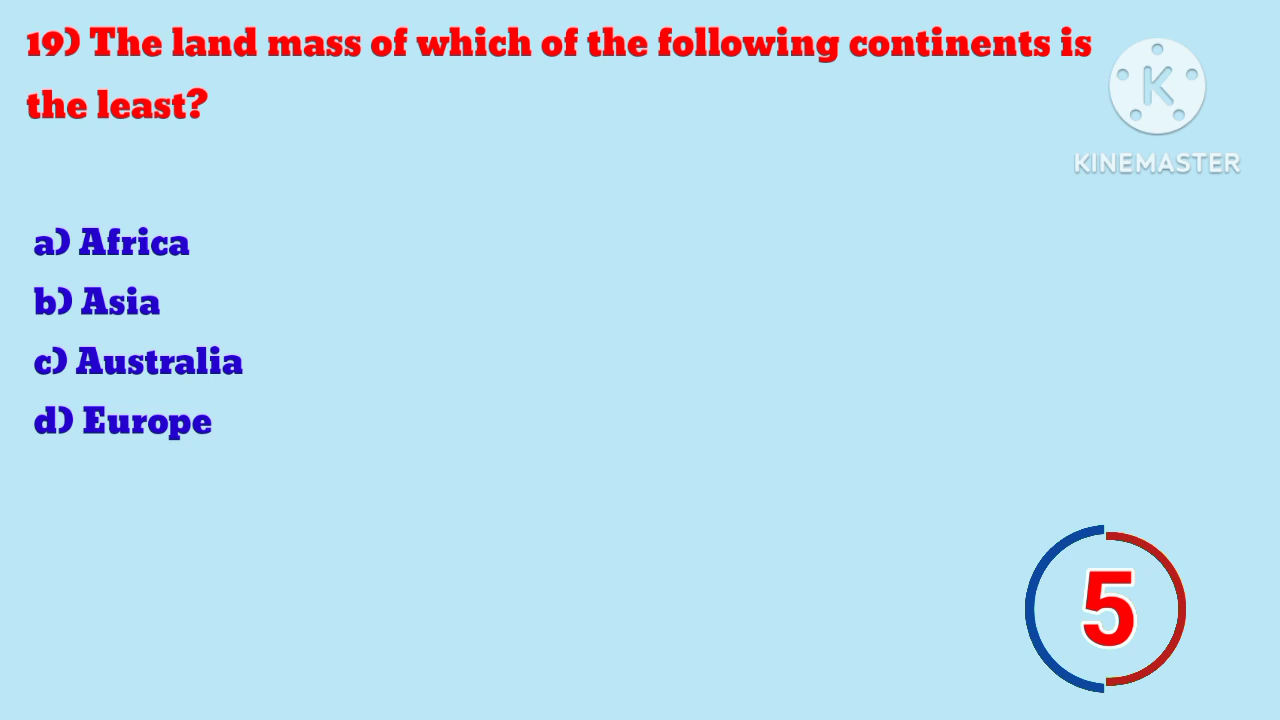 19) The land mass of which of the following continents is
the least?
K
KINEMASTER
a) Africa
b) Asia
c) Australia
d) Europe
5